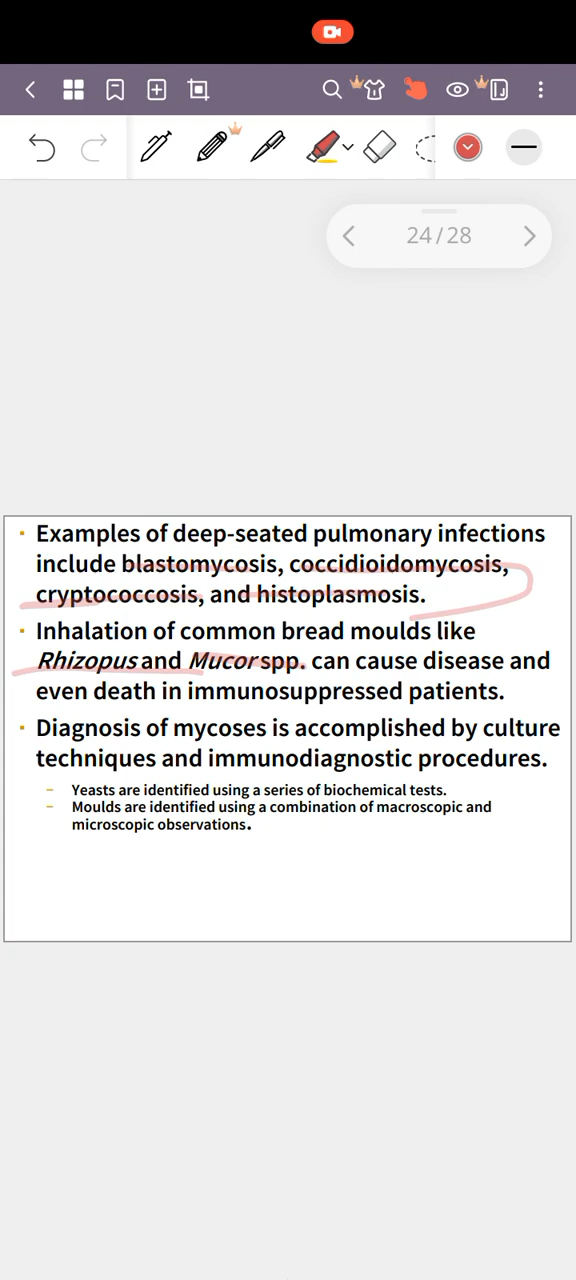 24/28
▪ Examples of deep-seated pulmonary infections
include blastomycosis, coccidioidomycosis,
cryptococcosis, and histoplasmosis.
▪ Inhalation of common bread moulds like
Rhizopus and Mucor spp. can cause disease and
even death in immunosuppressed patients.
▪ Diagnosis of mycoses is accomplished by culture
techniques and immunodiagnostic procedures.
– Yeasts are identified using a series of biochemical tests.
– Moulds are identified using a combination of macroscopic and
microscopic observations.